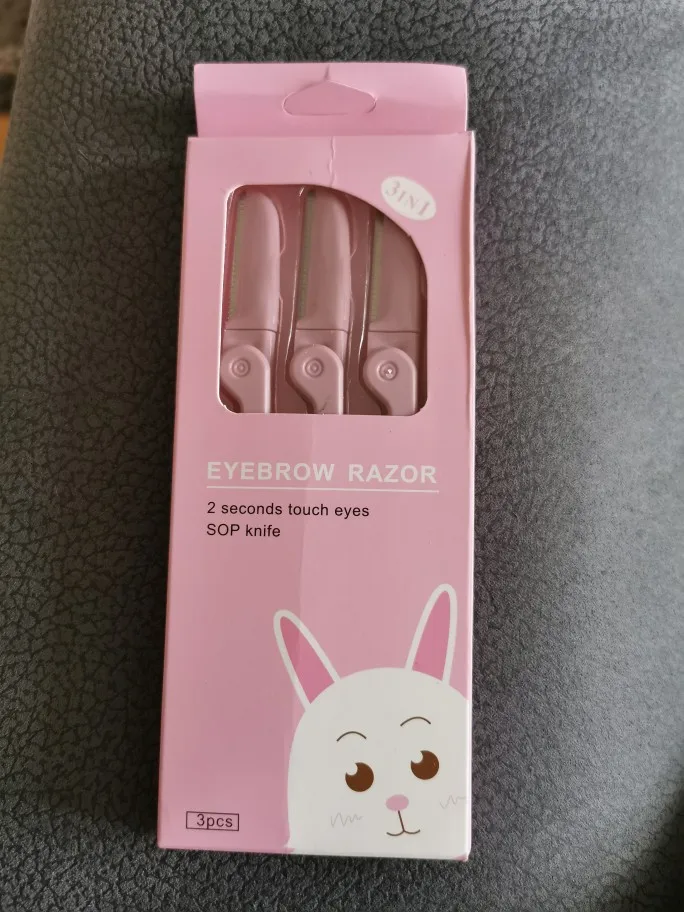 3IN1
EYEBROW RAZOR
2 seconds touch eyes
SOP knife
3pcs